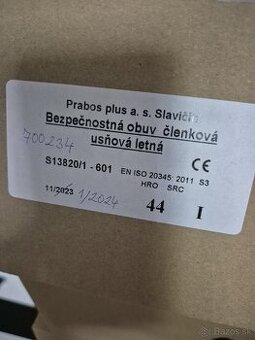 Prabos plus a. s. Slavičín
Bezpečnostná obuv členková
usňová letná
700234
S13820/1 - 601 EN ISO 20345: 2011 S3
HRO SRC
CE
11/2023 1/2024
44 I
Bazos.sk